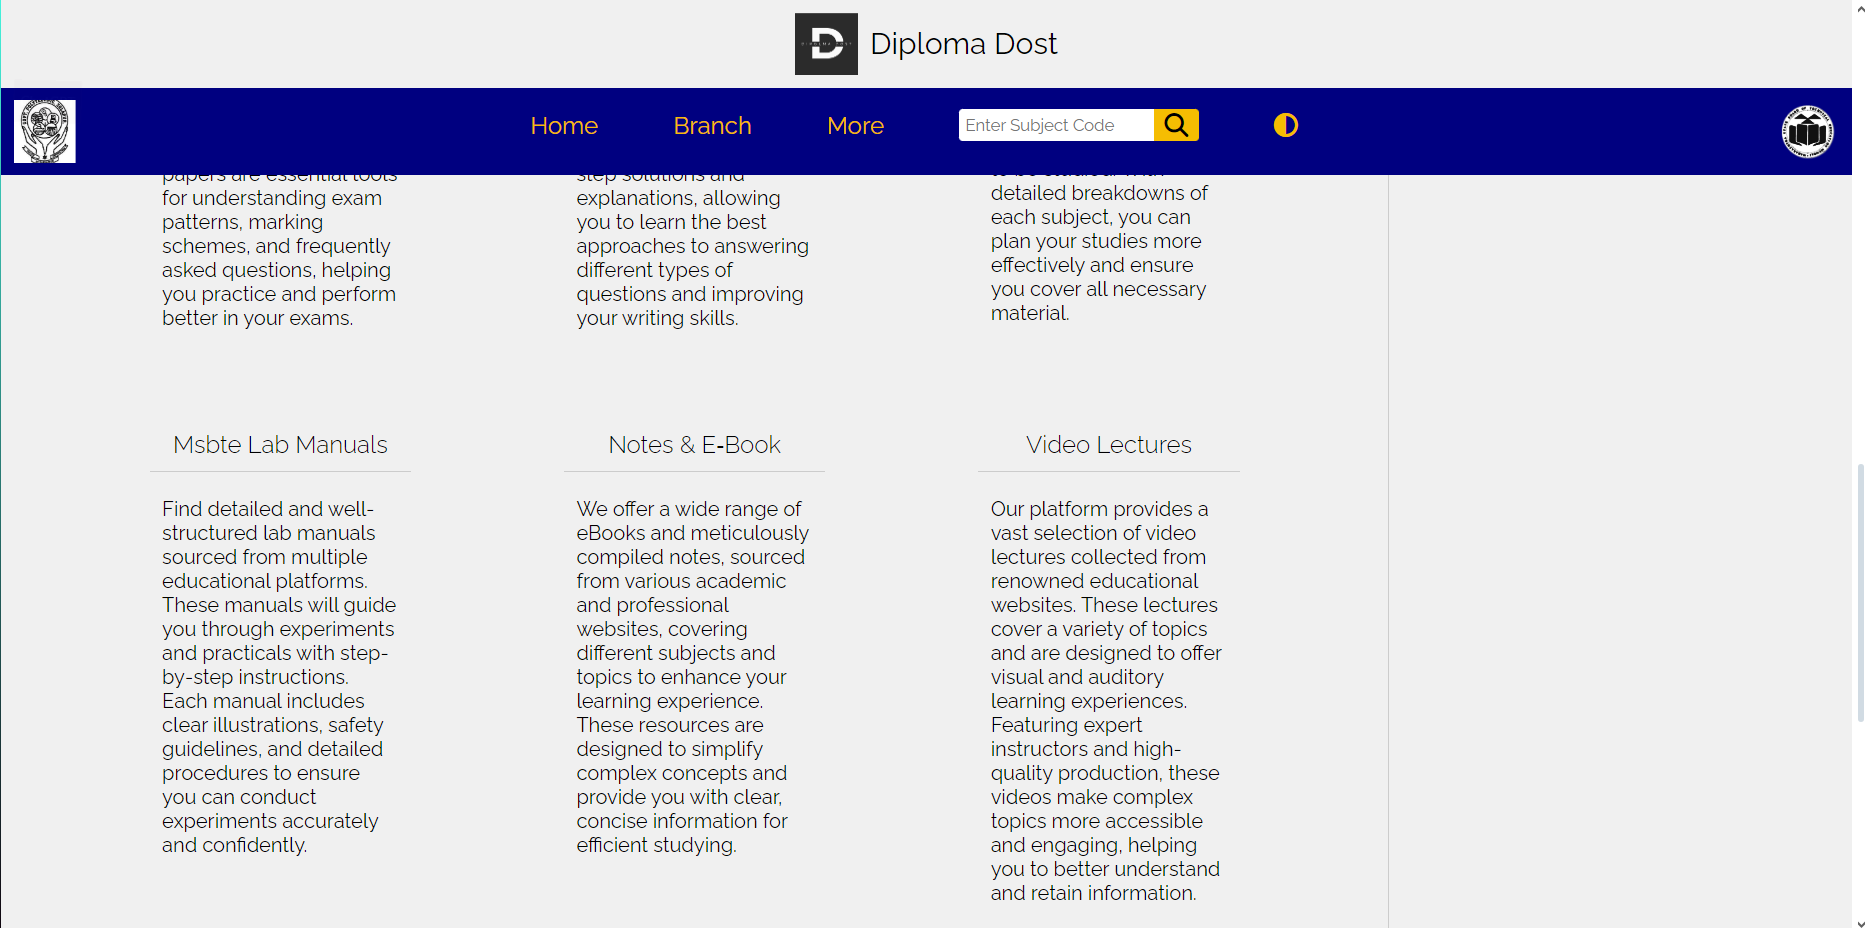 Diploma Dost
Home
Branch
More
Enter Subject Code
papers are essential tools
for understanding exam
patterns, marking
schemes, and frequently
asked questions, helping
you practice and perform
better in your exams.
step solutions and
explanations, allowing
you to learn the best
approaches to answering
different types of
questions and improving
your writing skills.
detailed breakdowns of
each subject, you can
plan your studies more
effectively and ensure
you cover all necessary
material.
Msbte Lab Manuals
Find detailed and well-
structured lab manuals
sourced from multiple
educational platforms.
These manuals will guide
you through experiments
and practicals with step-
by-step instructions.
Each manual includes
clear illustrations, safety
guidelines, and detailed
procedures to ensure
you can conduct
experiments accurately
and confidently.
Notes & E-Book
We offer a wide range of
eBooks and meticulously
compiled notes, sourced
from various academic
and professional
websites, covering
different subjects and
topics to enhance your
learning experience.
These resources are
designed to simplify
complex concepts and
provide you with clear,
concise information for
efficient studying.
Video Lectures
Our platform provides a
vast selection of video
lectures collected from
renowned educational
websites. These lectures
cover a variety of topics
and are designed to offer
visual and auditory
learning experiences.
Featuring expert
instructors and high-
quality production, these
videos make complex
topics more accessible
and engaging, helping
you to better understand
and retain information.